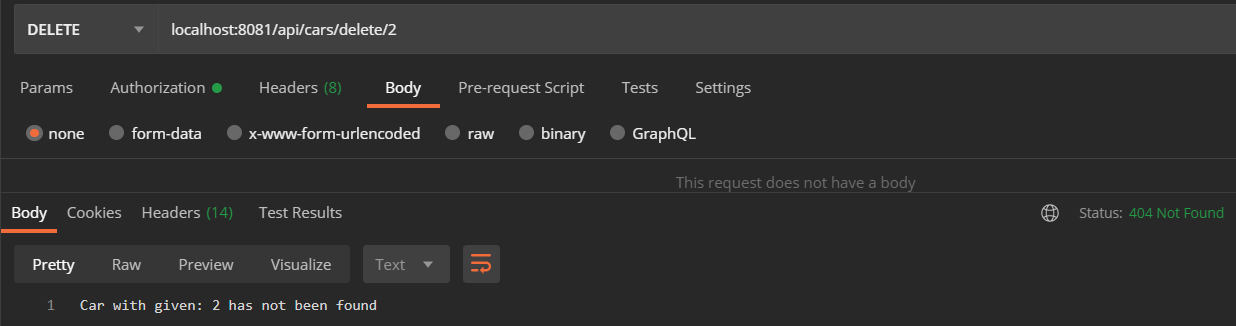 DELETE localhost:8081/api/cars/delete/2
Params Authorization Headers (8) Body Pre-request Script Tests Settings
none form-data x-www-form-urlencoded raw binary GraphQL
This request does not have a body
Body Cookies Headers (14) Test Results Status: 404 Not Found
Pretty Raw Preview Visualize Text
1 Car with given: 2 has not been found